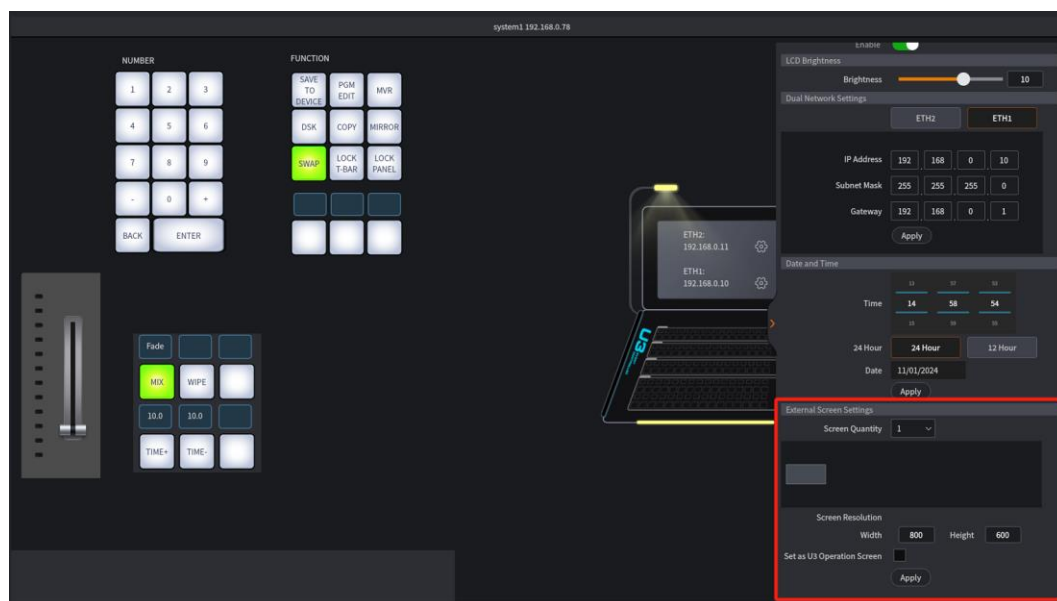 system1 192.168.0.78
NUMBER
1 2 3
4 5 6
7 8 9
- 0 +
BACK ENTER
FUNCTION
SAVE TO DEVICE
PGM EDIT
MVR
DSK COPY MIRROR
SWAP
LOCK T-BAR
LOCK PANEL
Fade
MIX WIPE
10.0 10.0
TIME+ TIME-
ETH2:
192.168.0.11
ETH1:
192.168.0.10
U3
Enable
LCD Brightness
Brightness 10
Dual Network Settings
ETH2 ETH1
IP Address 192 . 168 . 0 . 10
Subnet Mask 255 . 255 . 255 . 0
Gateway 192 . 168 . 0 . 1
Apply
Date and Time
Time 14 58 54
24 Hour 24 Hour 12 Hour
Date 11/01/2024
Apply
External Screen Settings
Screen Quantity 1
Screen Resolution
Width 800 Height 600
Set as U3 Operation Screen
Apply